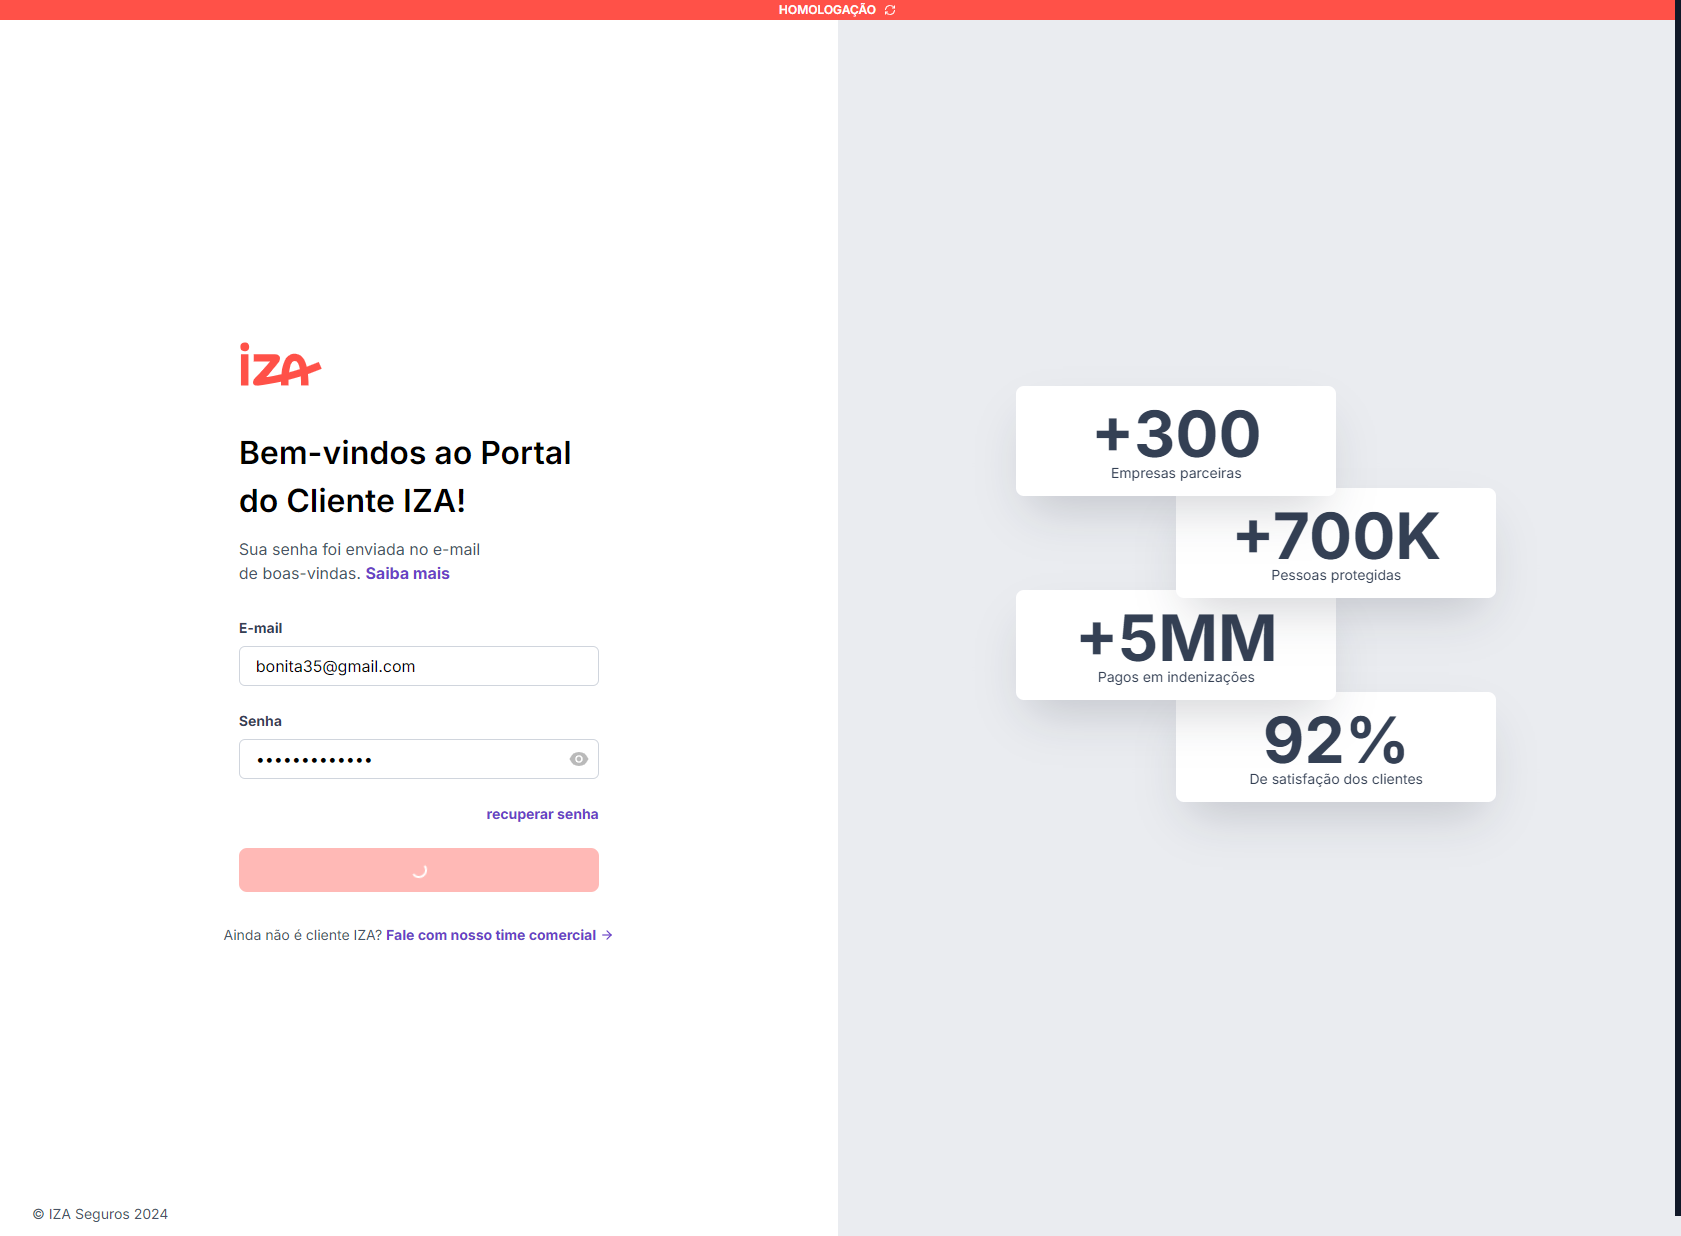 HOMOLOGAÇÃO
iza
Bem-vindos ao Portal
do Cliente IZA!
Sua senha foi enviada no e-mail
de boas-vindas. Saiba mais
E-mail
bonita35@gmail.com
Senha
•••••••••••••
recuperar senha
Ainda não é cliente IZA? Fale com nosso time comercial →
© IZA Seguros 2024
+300
Empresas parceiras
+700K
Pessoas protegidas
+5MM
Pagos em indenizações
92%
De satisfação dos clientes